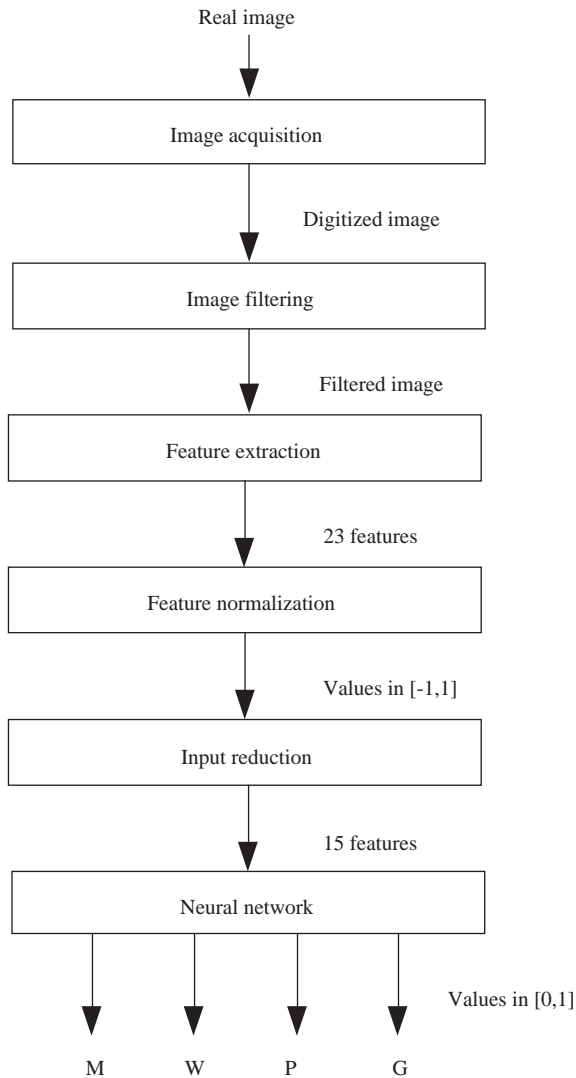 Real image
Image acquisition
Digitized image
Image filtering
Filtered image
Feature extraction
23 features
Feature normalization
Values in [-1,1]
Input reduction
15 features
Neural network
Values in [0,1]
M W P G